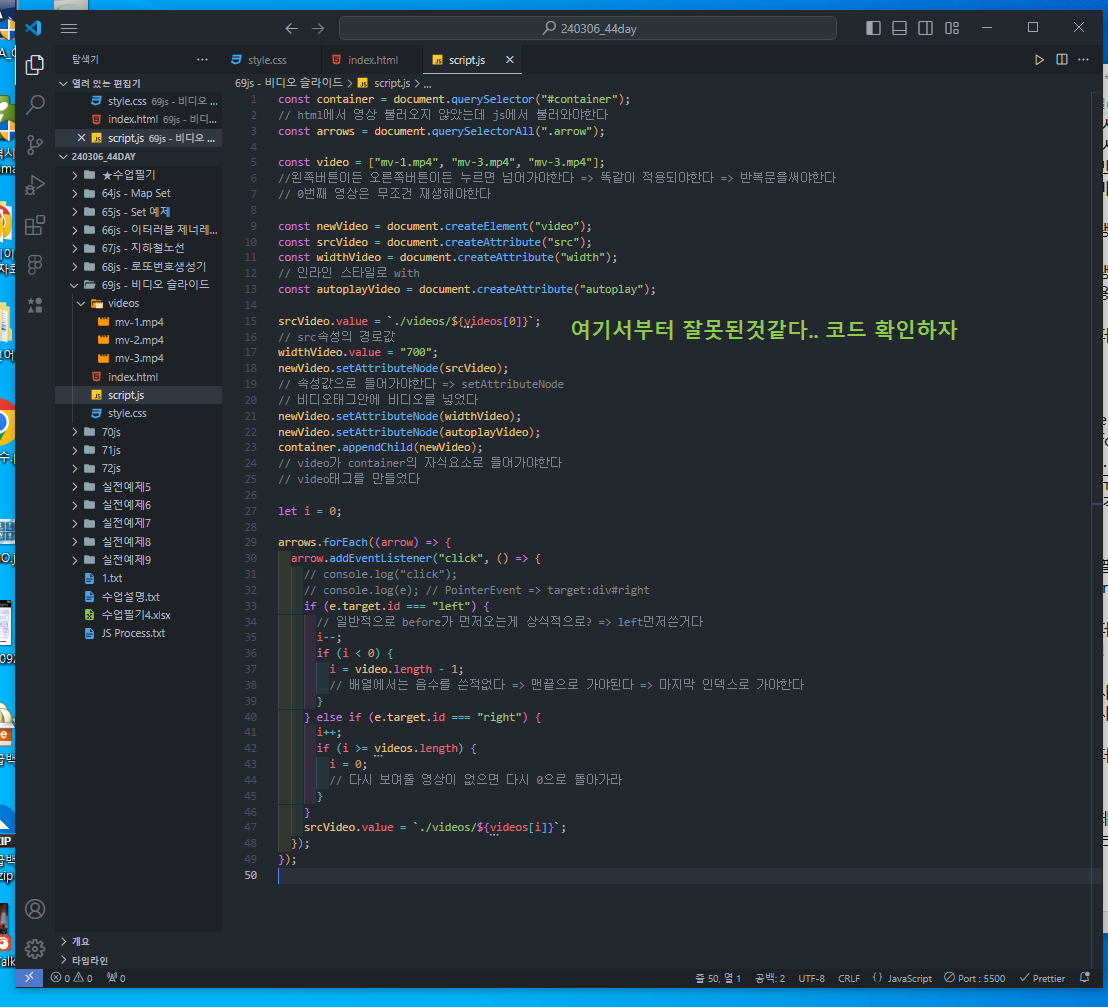 240306_44day
탐색기
style.css
index.html
script.js
열려 있는 편집기
style.css 69js - 비디오 ...
index.html 69js - 비디...
script.js 69js - 비디오 ...
240306_44DAY
★수업필기
64js - Map Set
65js - Set 예제
66js - 이터러블 제너레...
67js - 지하철노선
68js - 로또번호생성기
69js - 비디오 슬라이드
videos
mv-1.mp4
mv-2.mp4
mv-3.mp4
index.html
script.js
style.css
70js
71js
72js
실전예제5
실전예제6
실전예제7
실전예제8
실전예제9
1.txt
수업설명.txt
수업필기4.xlsx
JS Process.txt
개요
타임라인
69js - 비디오 슬라이드 > script.js > ...
1 const container = document.querySelector("#container");
2 // html에서 영상 불러오지 않았는데 js에서 불러와야한다
3 const arrows = document.querySelectorAll(".arrow");
4
5 const video = ["mv-1.mp4", "mv-3.mp4", "mv-3.mp4"];
6 //왼쪽버튼이든 오른쪽버튼이든 누르면 넘어가야한다 => 똑같이 적용되야한다 => 반복문을써야한다
7 // 0번째 영상은 무조건 재생해야한다
8
9 const newVideo = document.createElement("video");
10 const srcVideo = document.createAttribute("src");
11 const widthVideo = document.createAttribute("width");
12 // 인라인 스타일로 with
13 const autoplayVideo = document.createAttribute("autoplay");
14
15 srcVideo.value = `./videos/${videos[0]}`;
여기서부터 잘못된것같다.. 코드 확인하자
16 // src속성의 경로값
17 widthVideo.value = "700";
18 newVideo.setAttributeNode(srcVideo);
19 // 속성값으로 들어가야한다 => setAttributeNode
20 // 비디오태그안에 비디오를 넣었다
21 newVideo.setAttributeNode(widthVideo);
22 newVideo.setAttributeNode(autoplayVideo);
23 container.appendChild(newVideo);
24 // video가 container의 자식요소로 들어가야한다
25 // video태그를 만들었다
26
27 let i = 0;
28
29 arrows.forEach((arrow) => {
30 arrow.addEventListener("click", () => {
31 // console.log("click");
32 // console.log(e); // PointerEvent => target:div#right
33 if (e.target.id === "left") {
34 // 일반적으로 before가 먼저오는게 상식적으로? => left먼저쓴거다
35 i--;
36 if (i < 0) {
37 i = video.length - 1;
38 // 배열에서는 음수를 쓴적없다 => 맨끝으로 가야된다 => 마지막 인덱스로 가야한다
39 }
40 } else if (e.target.id === "right") {
41 i++;
42 if (i >= videos.length) {
43 i = 0;
44 // 다시 보여줄 영상이 없으면 다시 0으로 돌아가라
45 }
46 }
47 srcVideo.value = `./videos/${videos[i]}`;
48 });
49 });
50
0 0 0
줄 50, 열 1 공백: 2 UTF-8 CRLF {} JavaScript Port : 5500 Prettier